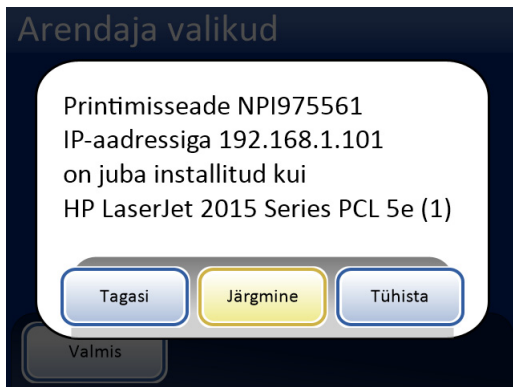 Arendaja valikud
Printimisseade NPI975561
IP-aadressiga 192.168.1.101
on juba installitud kui
HP LaserJet 2015 Series PCL 5e (1)
Tagasi
Järgmine
Tühista
Valmis